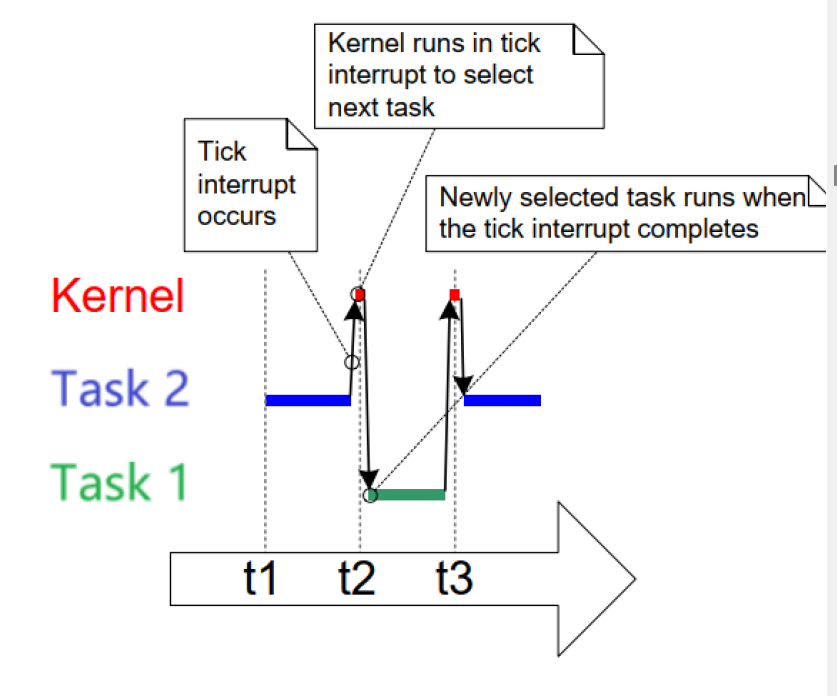 Kernel runs in tick
interrupt to select
next task
Tick
interrupt
occurs
Newly selected task runs when
the tick interrupt completes
Kernel
Task 2
Task 1
t1 t2 t3